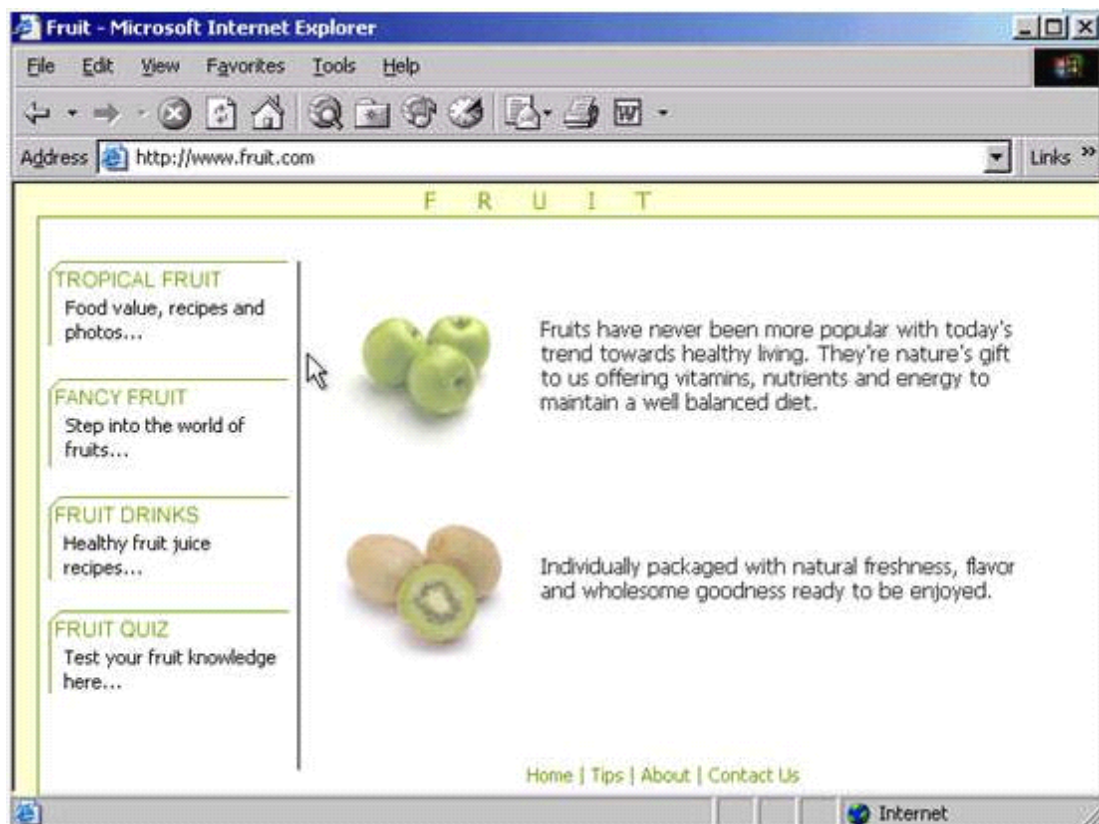 Fruit - Microsoft Internet Explorer
File Edit View Favorites Tools Help
Address http://www.fruit.com Links »
F R U I T
TROPICAL FRUIT
Food value, recipes and
photos...
FANCY FRUIT
Step into the world of
fruits...
FRUIT DRINKS
Healthy fruit juice
recipes...
FRUIT QUIZ
Test your fruit knowledge
here...
Fruits have never been more popular with today's
trend towards healthy living. They're nature's gift
to us offering vitamins, nutrients and energy to
maintain a well balanced diet.
Individually packaged with natural freshness, flavor
and wholesome goodness ready to be enjoyed.
Home | Tips | About | Contact Us
Internet